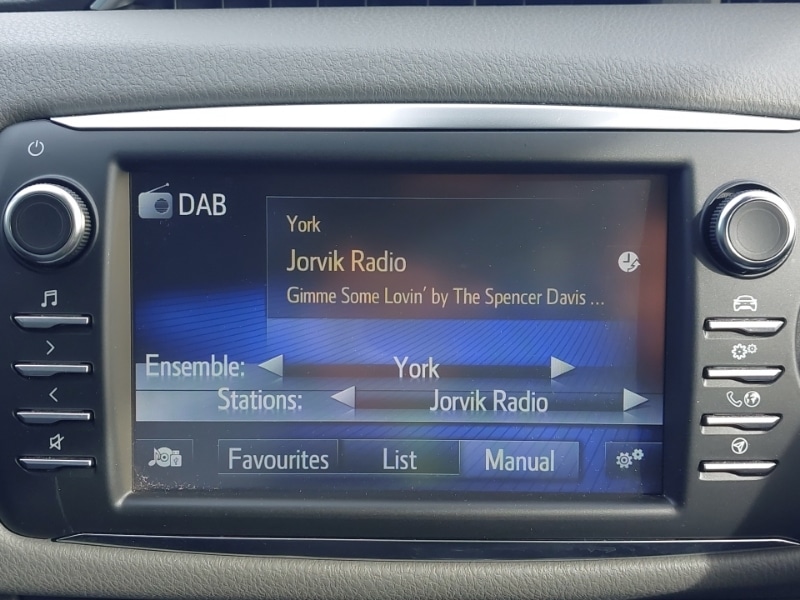 DAB
York
Jorvik Radio
Gimme Some Lovin' by The Spencer Davis ...
Ensemble: York
Stations: Jorvik Radio
Favourites List Manual